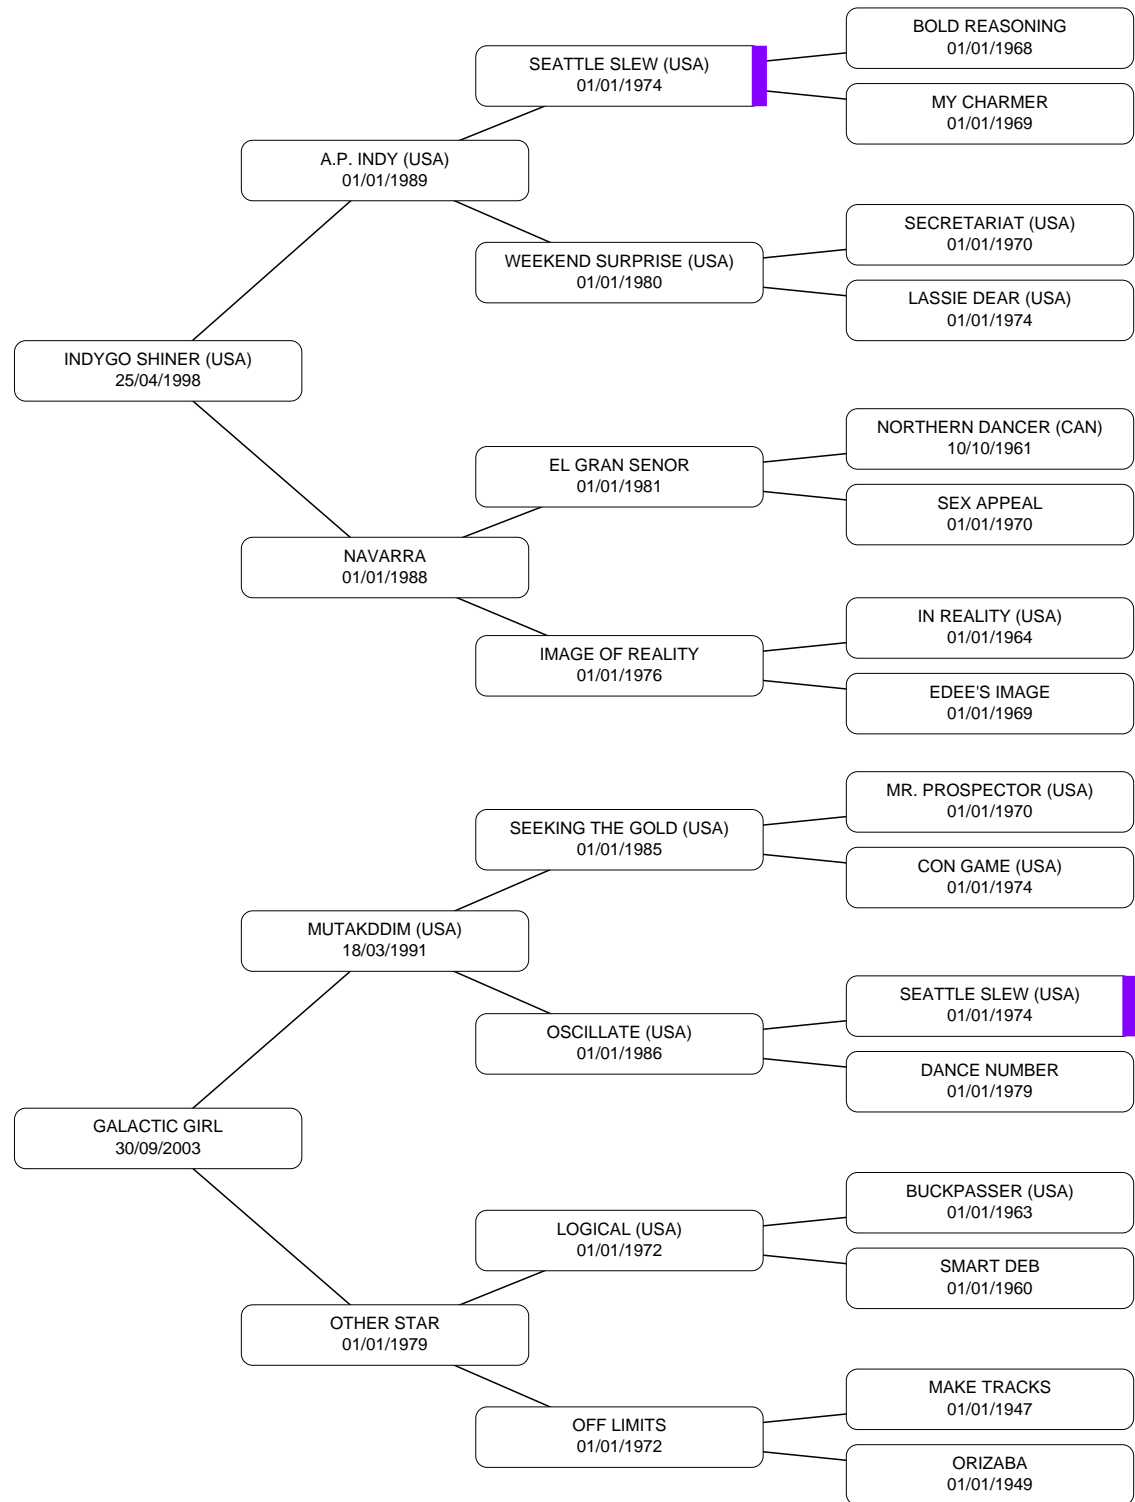 BOLD REASONING
01/01/1968
SEATTLE SLEW (USA)
01/01/1974
MY CHARMER
01/01/1969
A.P. INDY (USA)
01/01/1989
SECRETARIAT (USA)
01/01/1970
WEEKEND SURPRISE (USA)
01/01/1980
LASSIE DEAR (USA)
01/01/1974
INDYGO SHINER (USA)
25/04/1998
NORTHERN DANCER (CAN)
10/10/1961
EL GRAN SENOR
01/01/1981
SEX APPEAL
01/01/1970
NAVARRA
01/01/1988
IN REALITY (USA)
01/01/1964
IMAGE OF REALITY
01/01/1976
EDEE'S IMAGE
01/01/1969
MR. PROSPECTOR (USA)
01/01/1970
SEEKING THE GOLD (USA)
01/01/1985
CON GAME (USA)
01/01/1974
MUTAKDDIM (USA)
18/03/1991
SEATTLE SLEW (USA)
01/01/1974
OSCILLATE (USA)
01/01/1986
DANCE NUMBER
01/01/1979
GALACTIC GIRL
30/09/2003
BUCKPASSER (USA)
01/01/1963
LOGICAL (USA)
01/01/1972
SMART DEB
01/01/1960
OTHER STAR
01/01/1979
MAKE TRACKS
01/01/1947
OFF LIMITS
01/01/1972
ORIZABA
01/01/1949